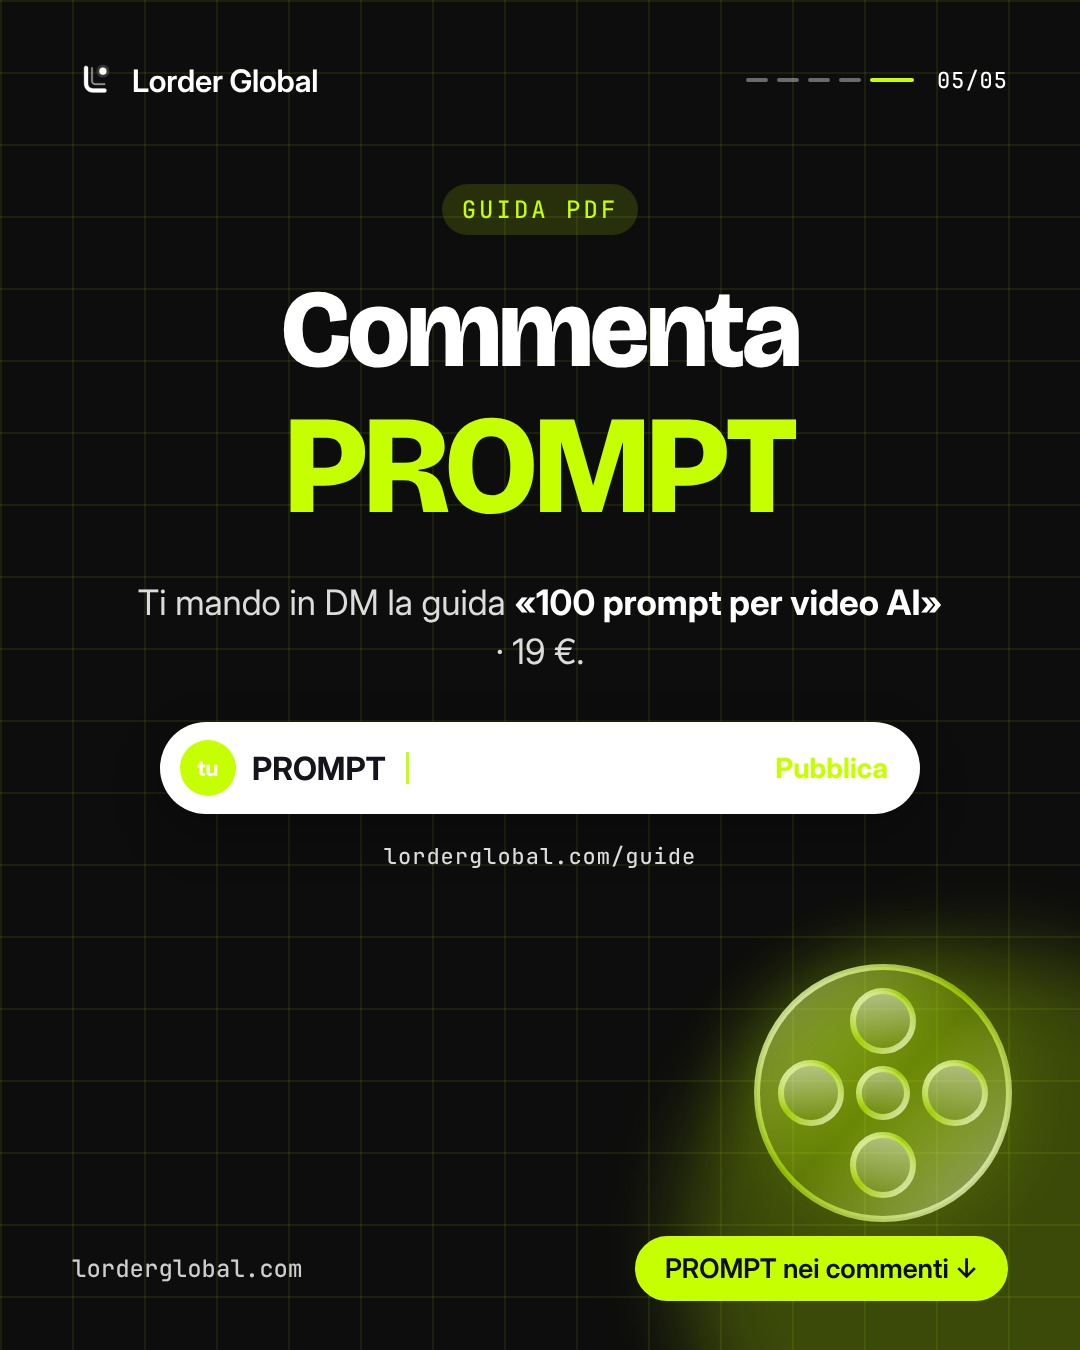 Lorder Global
05/05
GUIDA PDF
Commenta
PROMPT
Ti mando in DM la guida «100 prompt per video AI»
· 19 €.
tu PROMPT Pubblica
lorderglobal.com/guide
lorderglobal.com
PROMPT nei commenti ↓